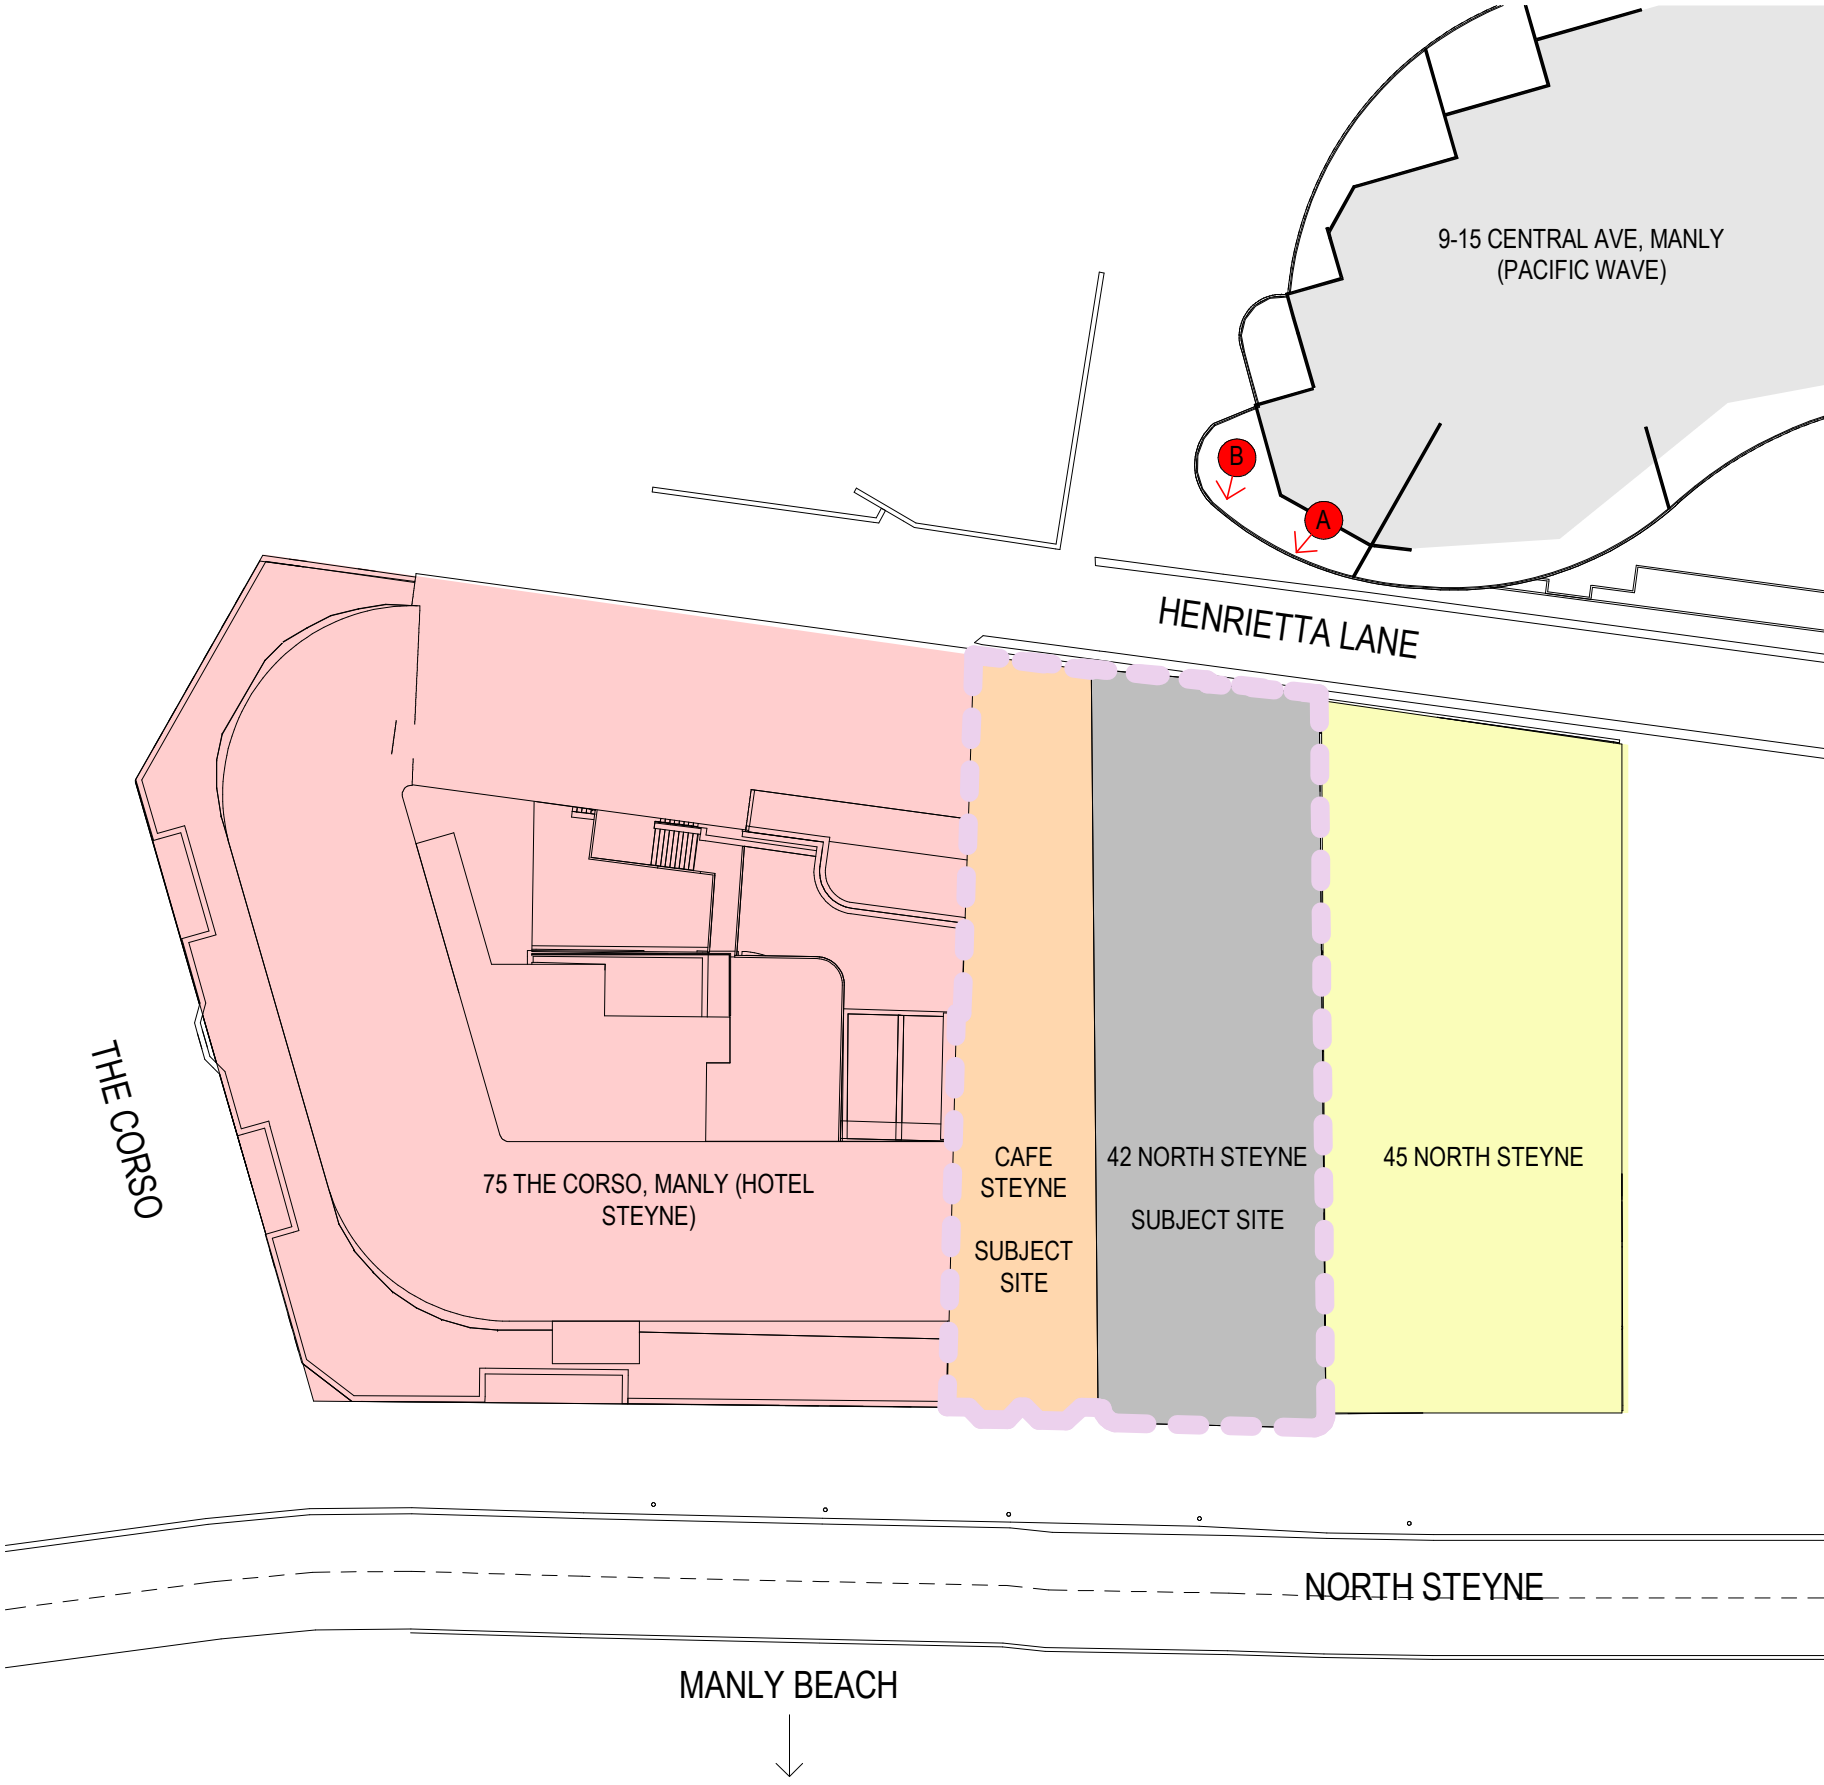 9-15 CENTRAL AVE, MANLY
(PACIFIC WAVE)
B
A
HENRIETTA LANE
THE CORSO
75 THE CORSO, MANLY (HOTEL
STEYNE)
CAFE
STEYNE
SUBJECT
SITE
42 NORTH STEYNE
SUBJECT SITE
45 NORTH STEYNE
NORTH STEYNE
MANLY BEACH